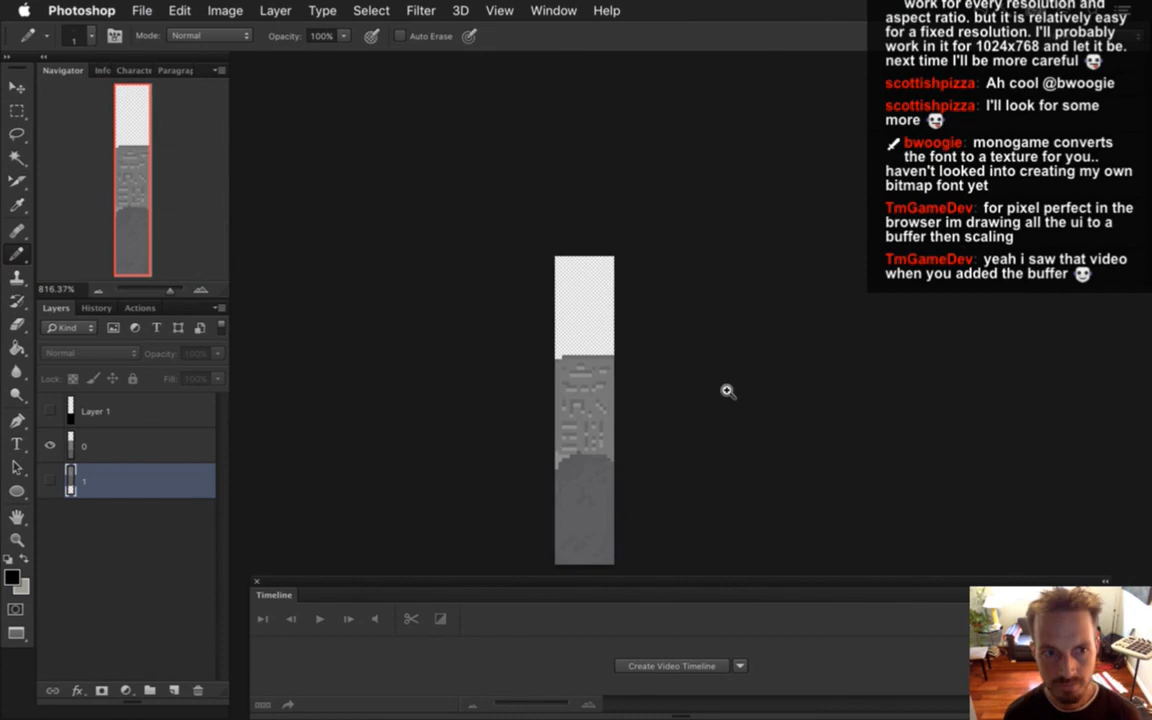 Photoshop File Edit Image Layer Type Select Filter 3D View Window Help
1 Mode: Normal Opacity: 100% Auto Erase
Navigator Info Characte Paragrap
816.37%
Layers History Actions
Kind
Normal Opacity: 100%
Lock: Fill: 100%
Layer 1
0
1
T
Timeline
Create Video Timeline
work for every resolution and
aspect ratio. but it is relatively easy
for a fixed resolution. I'll probably
work in it for 1024x768 and let it be.
next time I'll be more careful
scottishpizza: Ah cool @bwoogie
scottishpizza: I'll look for some
more
bwoogie: monogame converts
the font to a texture for you..
haven't looked into creating my own
bitmap font yet
TmGameDev: for pixel perfect in the
browser im drawing all the ui to a
buffer then scaling
TmGameDev: yeah i saw that video
when you added the buffer